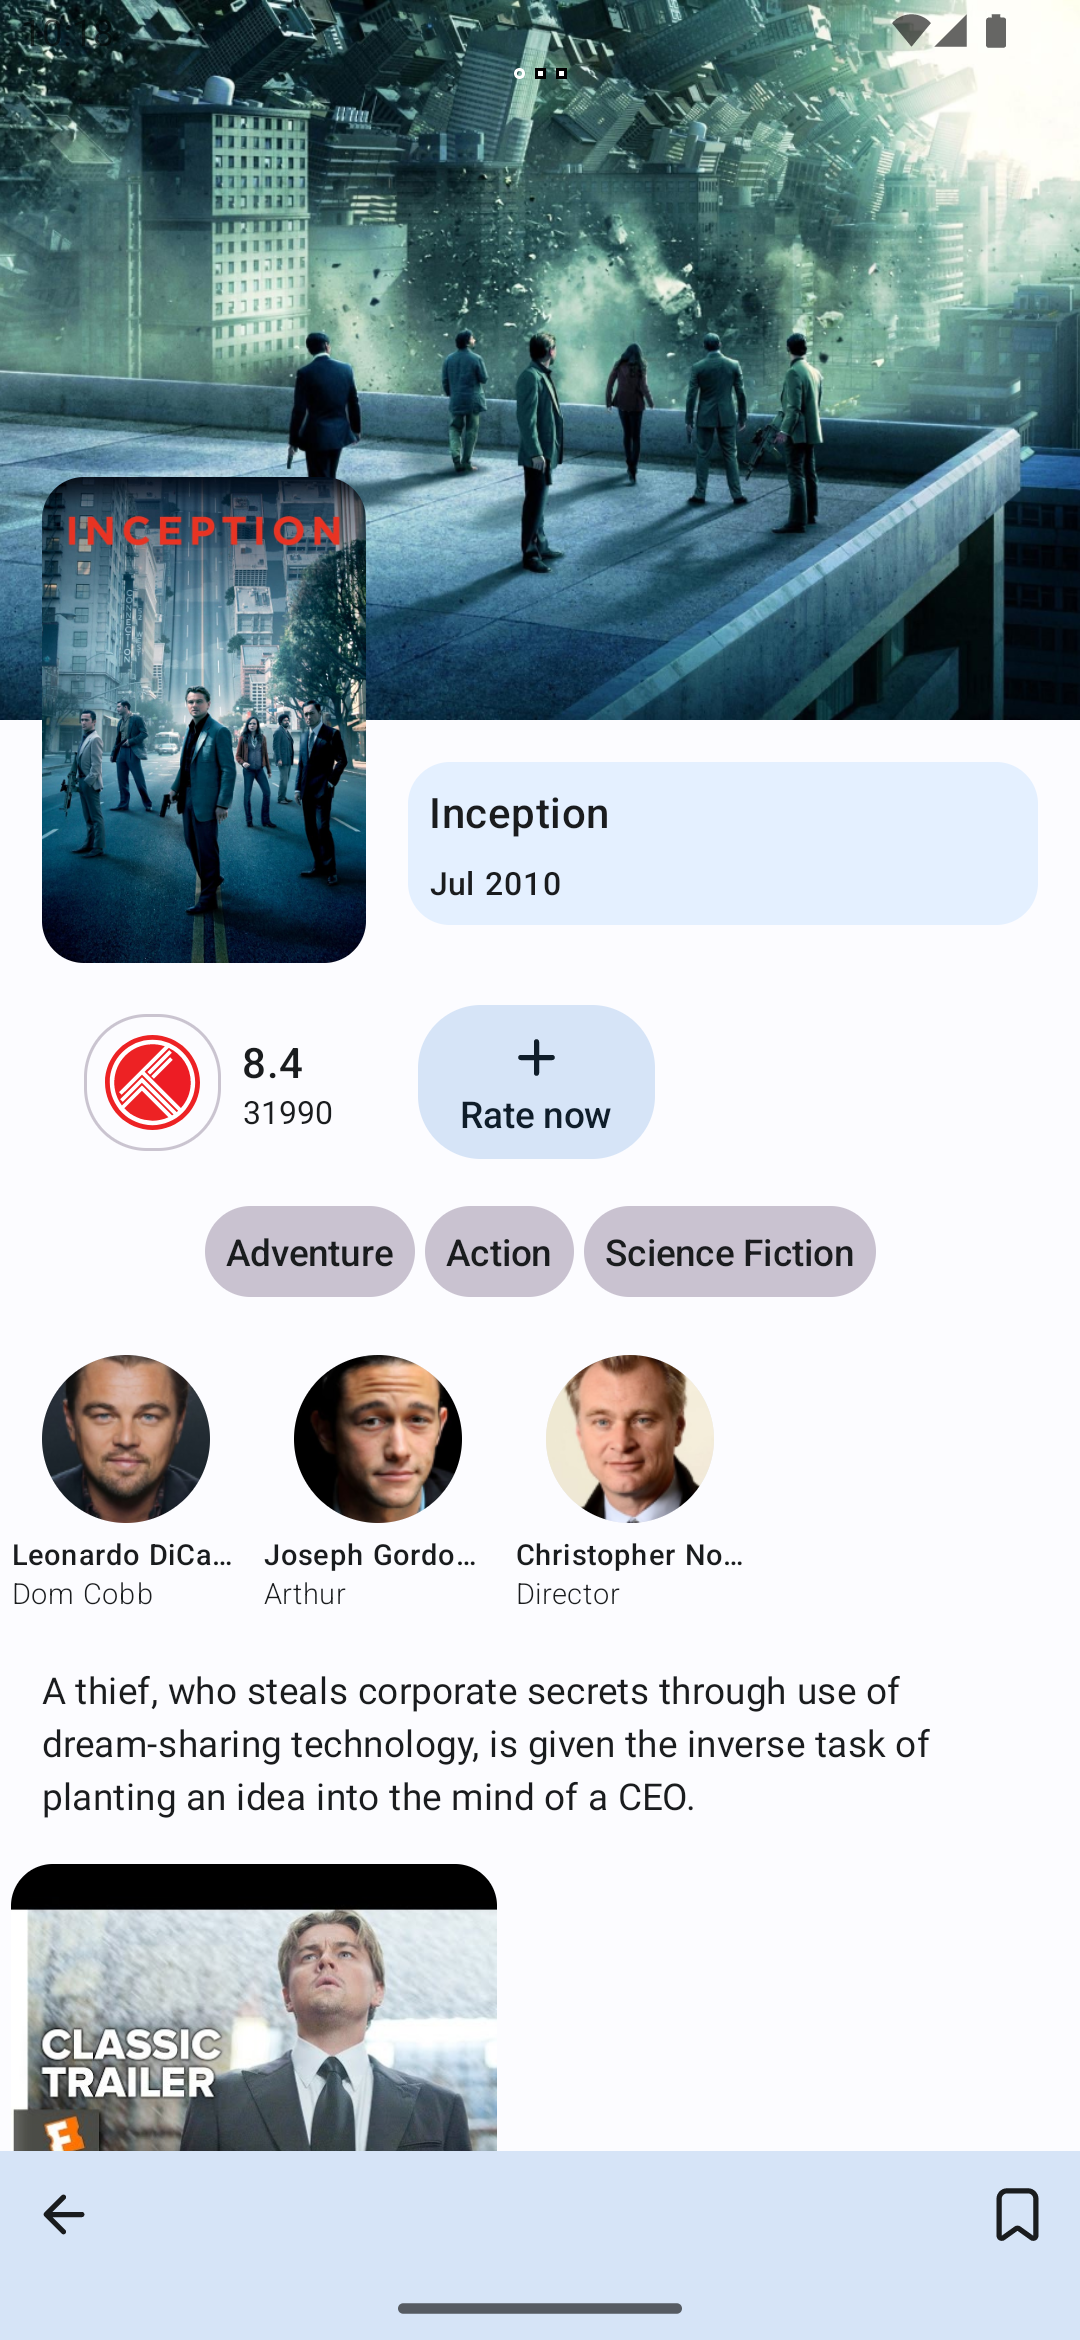 INCEPTION
Inception
Jul 2010
8.4
31990
Rate now
Adventure
Action
Science Fiction
Leonardo DiCa...
Dom Cobb
Joseph Gordo...
Arthur
Christopher No...
Director
A thief, who steals corporate secrets through use of
dream-sharing technology, is given the inverse task of
planting an idea into the mind of a CEO.
CLASSIC
TRAILER